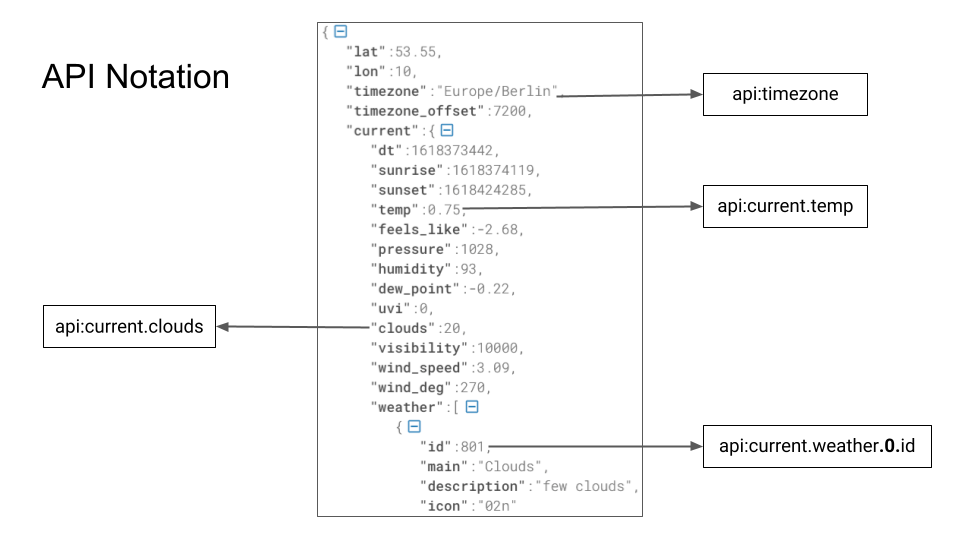 API Notation
{
"lat":53.55,
"lon":10,
"timezone":"Europe/Berlin",
"timezone_offset":7200,
"current":{
"dt":1618373442,
"sunrise":1618374119,
"sunset":1618424285,
"temp":0.75,
"feels_like":-2.68,
"pressure":1028,
"humidity":93,
"dew_point":-0.22,
"uvi":0,
"clouds":20,
"visibility":10000,
"wind_speed":3.09,
"wind_deg":270,
"weather":[
{
"id":801,
"main":"Clouds",
"description":"few clouds",
"icon":"02n"
api:timezone
api:current.temp
api:current.clouds
api:current.weather.0.id